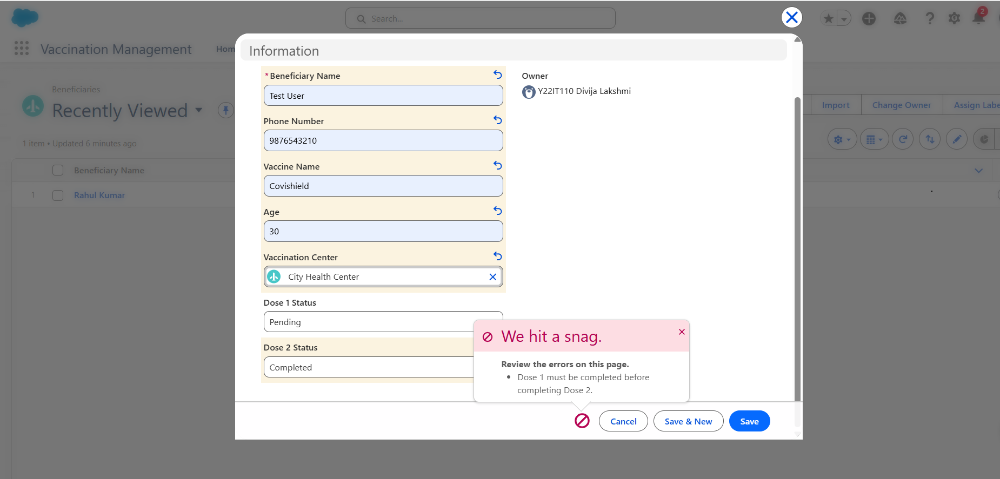 Search...
2
Vaccination Management
Hom
Beneficiaries
Recently Viewed
Import
Change Owner
Assign Labe
1 item • Updated 6 minutes ago
Beneficiary Name
1
Rahul Kumar
Information
*Beneficiary Name
Test User
Owner
Y22IT110 Divija Lakshmi
Phone Number
9876543210
Vaccine Name
Covishield
Age
30
Vaccination Center
City Health Center
Dose 1 Status
Pending
Dose 2 Status
Completed
We hit a snag.
Review the errors on this page.
• Dose 1 must be completed before
completing Dose 2.
Cancel
Save & New
Save